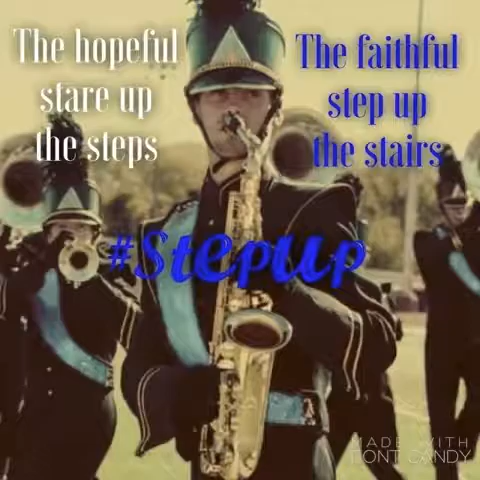 The hopeful
stare up
the steps
The faithful
step up
the stairs
#StepUp
MADE WITH
FONT CANDY